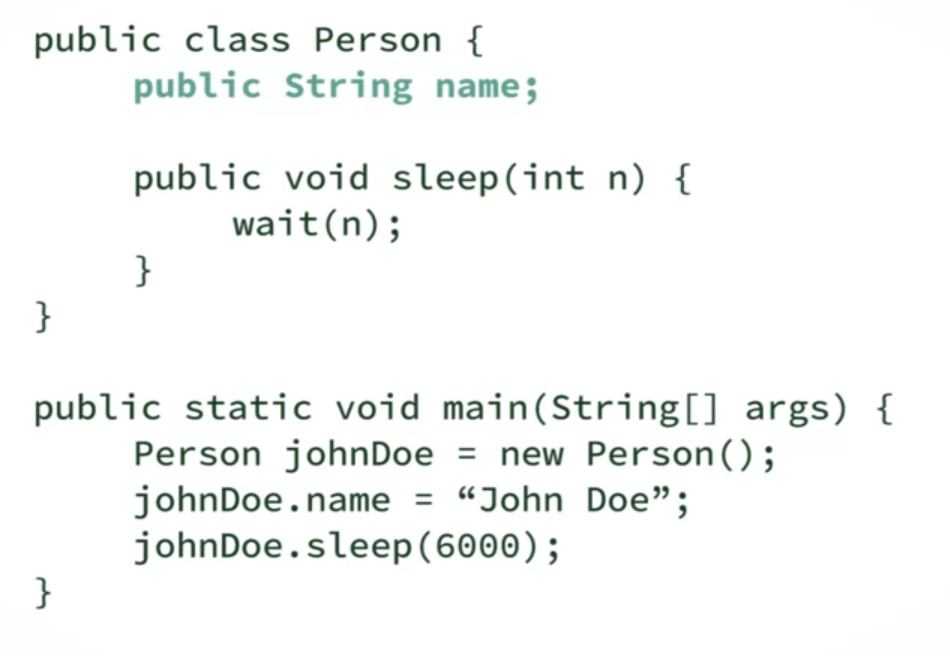 public class Person {
public String name;
public void sleep(int n) {
wait(n);
}
}
public static void main(String[] args) {
Person johnDoe = new Person();
johnDoe.name = “John Doe”;
johnDoe.sleep(6000);
}